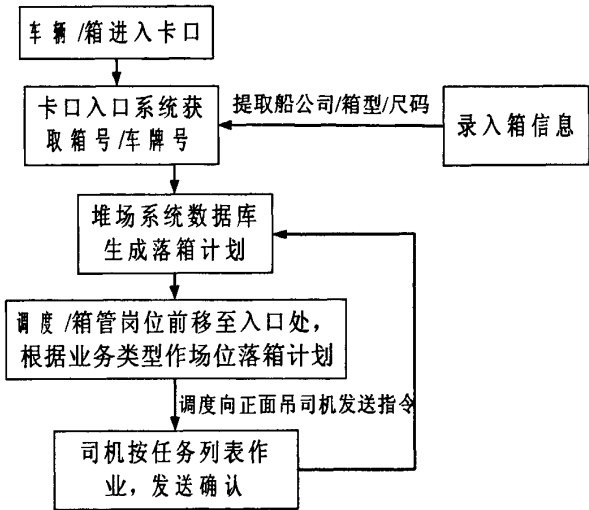 车辆/箱进入卡口
卡口入口系统获
取箱号/车牌号
提取船公司/箱型/尺码
录入箱信息
堆场系统数据库
生成落箱计划
调度/箱管岗位前移至入口处，
根据业务类型作场位落箱计划
调度向正面吊司机发送指令
司机按任务列表作
业，发送确认